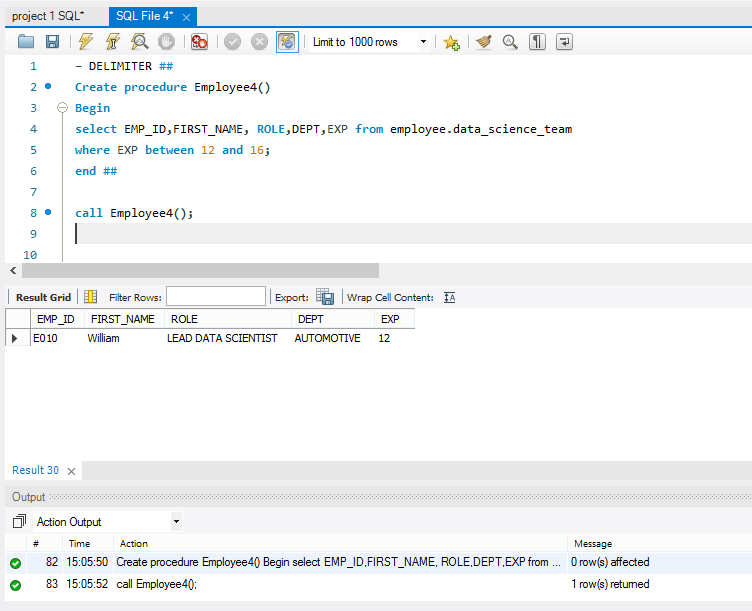 project 1 SQL*
SQL File 4*
Limit to 1000 rows
1 - DELIMITER ##
2 Create procedure Employee4()
3 Begin
4 select EMP_ID,FIRST_NAME, ROLE,DEPT,EXP from employee.data_science_team
5 where EXP between 12 and 16;
6 end ##
7
8 call Employee4();
9
10
Result Grid Filter Rows: Export: Wrap Cell Content: IA
EMP_ID FIRST_NAME ROLE DEPT EXP
E010 William LEAD DATA SCIENTIST AUTOMOTIVE 12
Result 30
Output
Action Output
# Time Action Message
82 15:05:50 Create procedure Employee4() Begin select EMP_ID,FIRST_NAME, ROLE,DEPT,EXP from ... 0 row(s) affected
83 15:05:52 call Employee4(); 1 row(s) returned